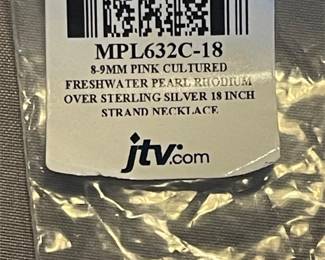 MPL632C-18
8-9MM PINK CULTURED
FRESHWATER PEARL RHODIUM
OVER STERLING SILVER 18 INCH
STRAND NECKLACE
jtv.com